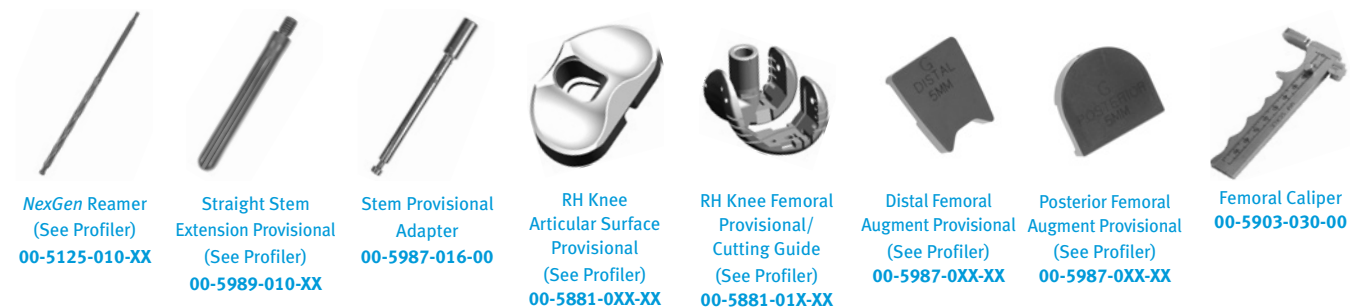 G
DISTAL
5MM
G
POSTERIOR
5MM
NexGen Reamer
(See Profiler)
00-5125-010-XX
Straight Stem
Extension Provisional
(See Profiler)
00-5989-010-XX
Stem Provisional
Adapter
00-5987-016-00
RH Knee
Articular Surface
Provisional
(See Profiler)
00-5881-0XX-XX
RH Knee Femoral
Provisional/
Cutting Guide
(See Profiler)
00-5881-01X-XX
Distal Femoral
Augment Provisional
(See Profiler)
00-5987-0XX-XX
Posterior Femoral
Augment Provisional
(See Profiler)
00-5987-0XX-XX
Femoral Caliper
00-5903-030-00